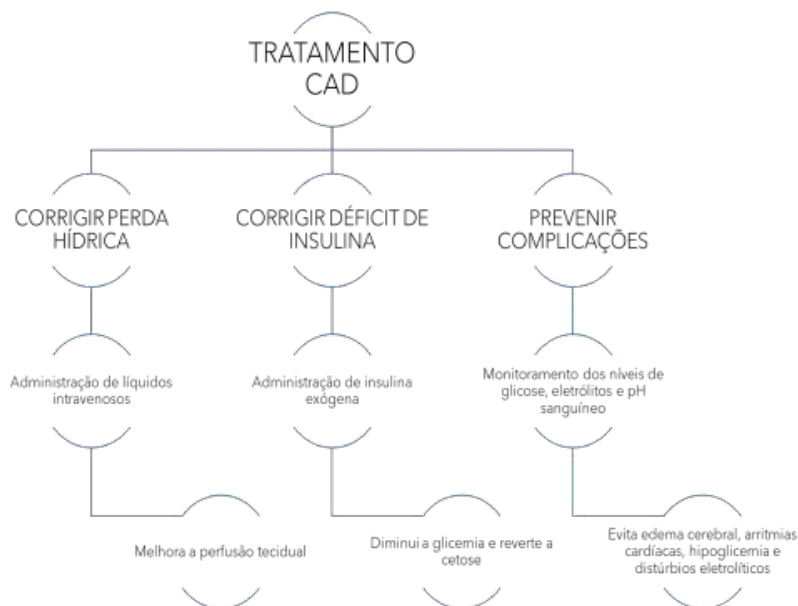 TRATAMENTO
CAD
CORRIGIR PERDA
HÍDRICA
CORRIGIR DÉFICIT DE
INSULINA
PREVENIR
COMPLICAÇÕES
Administração de líquidos
intravenosos
Administração de insulina
exógena
Monitoramento dos níveis de
glicose, eletrólitos e pH
sanguíneo
Melhora a perfusão tecidual
Diminui a glicemia e reverte a
cetose
Evita edema cerebral, arritmias
cardíacas, hipoglicemia e
distúrbios eletrolíticos